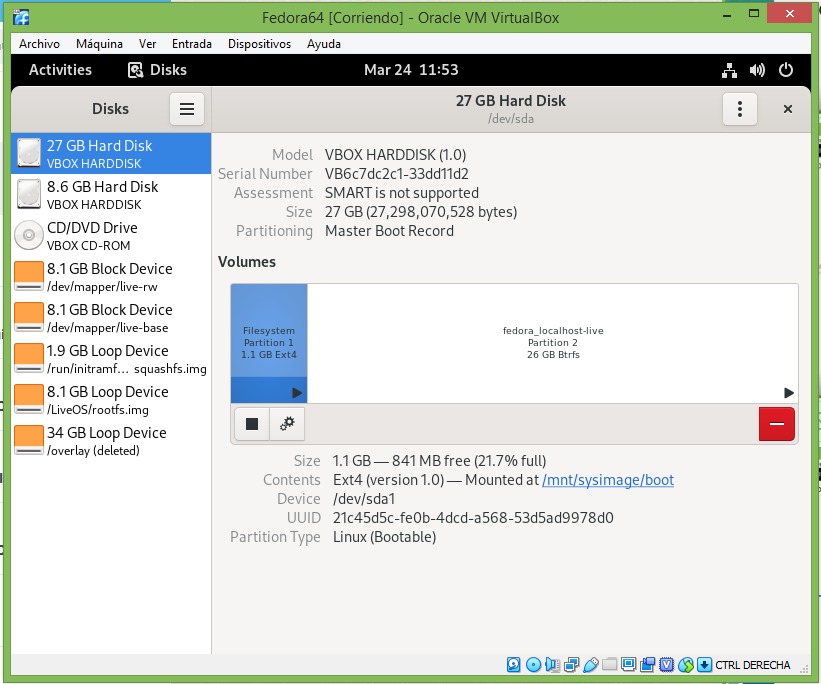 Fedora64 [Corriendo] - Oracle VM VirtualBox
Archivo Máquina Ver Entrada Dispositivos Ayuda
Activities Disks Mar 24 11:53
Disks
27 GB Hard Disk
/dev/sda
27 GB Hard Disk
VBOX HARDDISK
8.6 GB Hard Disk
VBOX HARDDISK
CD/DVD Drive
VBOX CD-ROM
8.1 GB Block Device
/dev/mapper/live-rw
8.1 GB Block Device
/dev/mapper/live-base
1.9 GB Loop Device
/run/initramf... squashfs.img
8.1 GB Loop Device
/LiveOS/rootfs.img
34 GB Loop Device
/overlay (deleted)
Model VBOX HARDDISK (1.0)
Serial Number VB6c7dc2c1-33dd11d2
Assessment SMART is not supported
Size 27 GB (27,298,070,528 bytes)
Partitioning Master Boot Record
Volumes
Filesystem
Partition 1
1.1 GB Ext4
fedora_localhost-live
Partition 2
26 GB Btrfs
Size 1.1 GB — 841 MB free (21.7% full)
Contents Ext4 (version 1.0) — Mounted at /mnt/sysimage/boot
Device /dev/sda1
UUID 21c45d5c-fe0b-4dcd-a568-53d5ad9978d0
Partition Type Linux (Bootable)
CTRL DERECHA